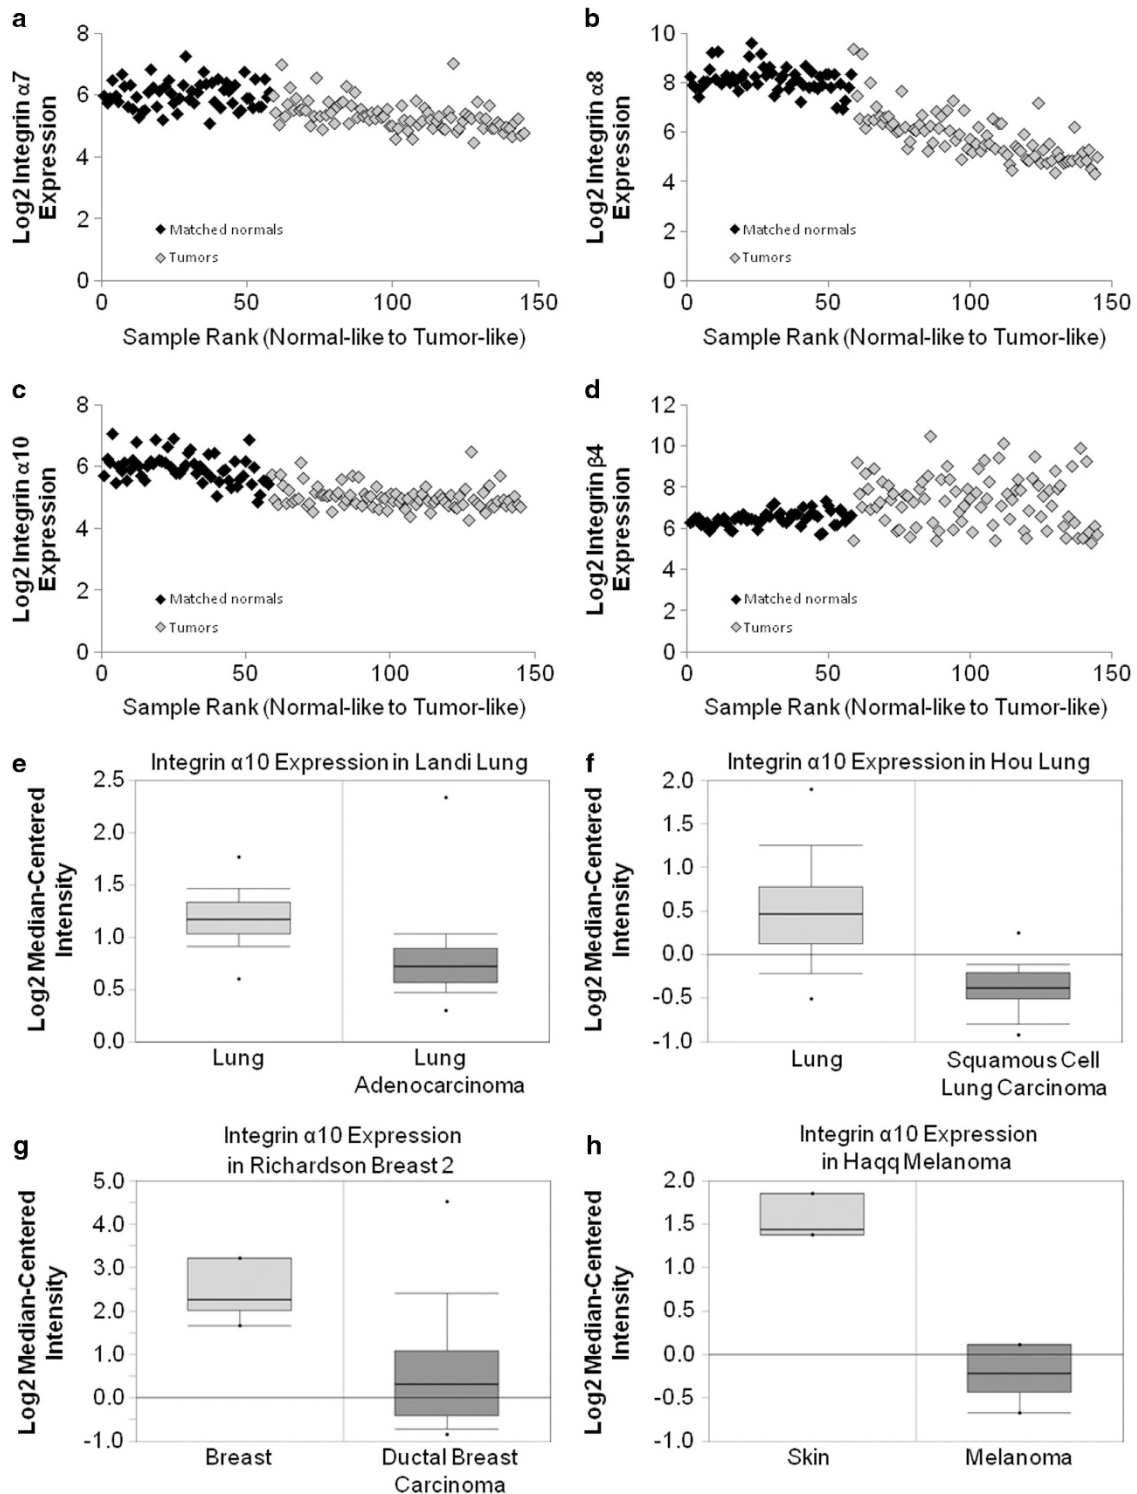 a
8
6
4
2
0
Log2 Integrin α7
Expression
Matched normals
Tumors
0
50
100
150
Sample Rank (Normal-like to Tumor-like)
b
10
8
6
4
2
0
Log2 Integrin α8
Expression
Matched normals
Tumors
0
50
100
150
Sample Rank (Normal-like to Tumor-like)
c
8
6
4
2
0
Log2 Integrin α10
Expression
Matched normals
Tumors
0
50
100
150
Sample Rank (Normal-like to Tumor-like)
d
12
10
8
6
4
2
0
Log2 Integrin β4
Expression
Matched normals
Tumors
0
50
100
150
Sample Rank (Normal-like to Tumor-like)
e
Integrin α10 Expression in Landi Lung
2.5
2.0
1.5
1.0
0.5
0.0
Log2 Median-Centered
Intensity
Lung
Lung
Adenocarcinoma
f
Integrin α10 Expression in Hou Lung
2.0
1.5
1.0
0.5
0.0
-0.5
-1.0
Log2 Median-Centered
Intensity
Lung
Squamous Cell
Lung Carcinoma
g
Integrin α10 Expression
in Richardson Breast 2
5.0
4.0
3.0
2.0
1.0
0.0
-1.0
Log2 Median-Centered
Intensity
Breast
Ductal Breast
Carcinoma
h
Integrin α10 Expression
in Haqq Melanoma
2.0
1.5
1.0
0.5
0.0
-0.5
-1.0
Log2 Median-Centered
Intensity
Skin
Melanoma